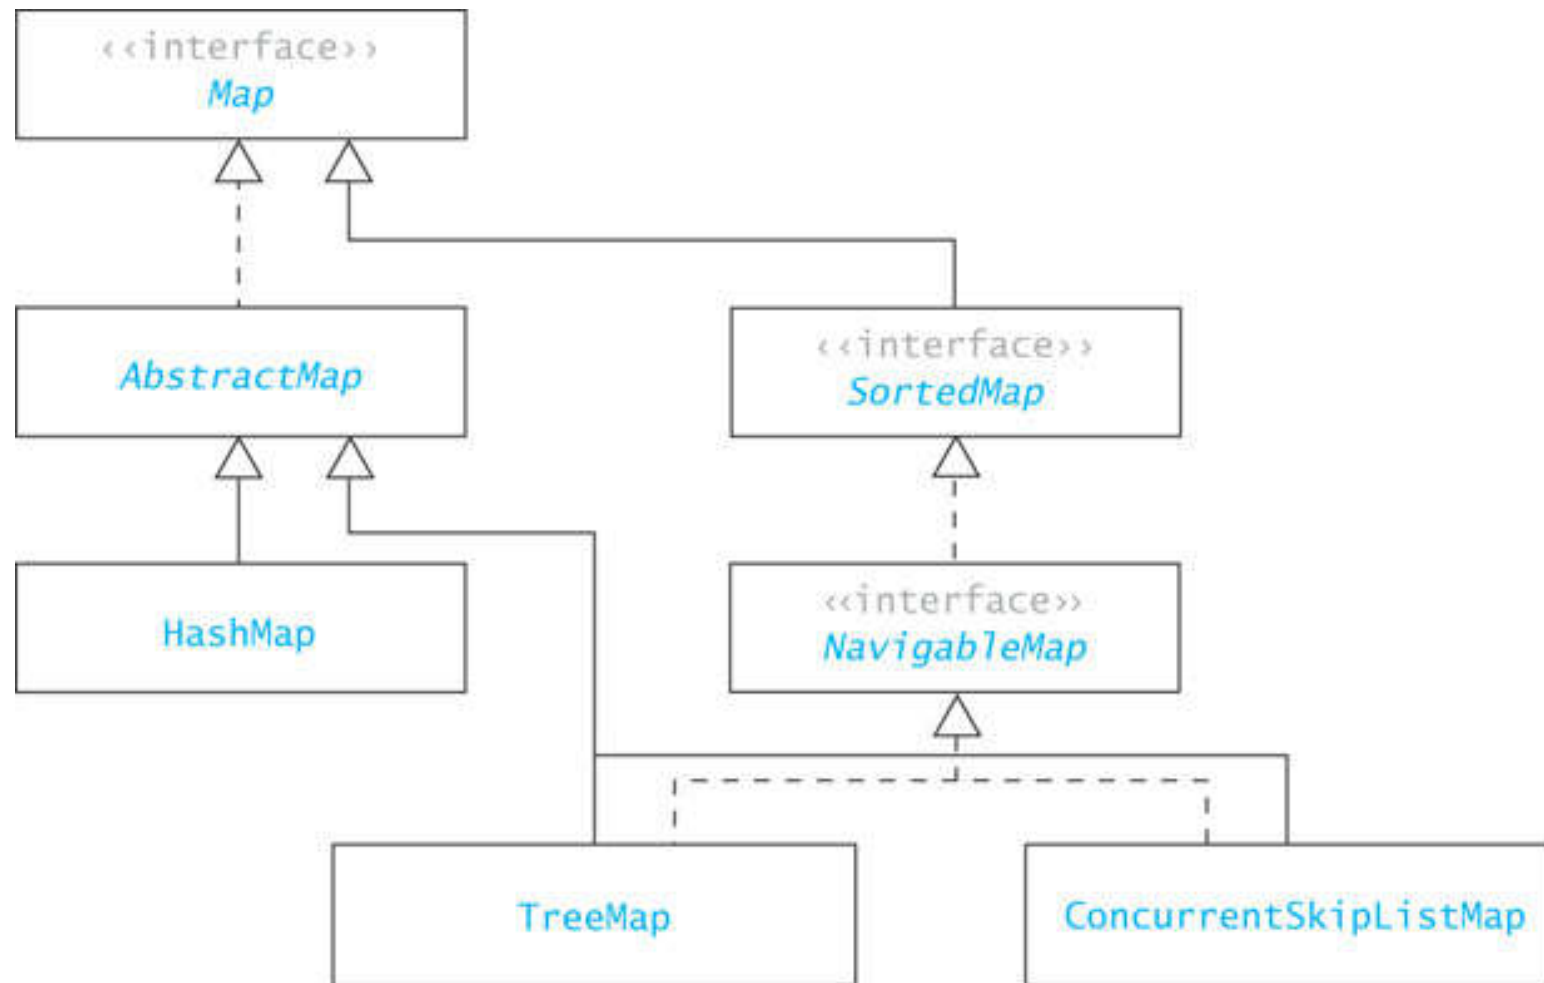 ‹‹interface››
Map
AbstractMap
‹‹interface››
SortedMap
HashMap
‹‹interface››
NavigableMap
TreeMap
ConcurrentSkipListMap